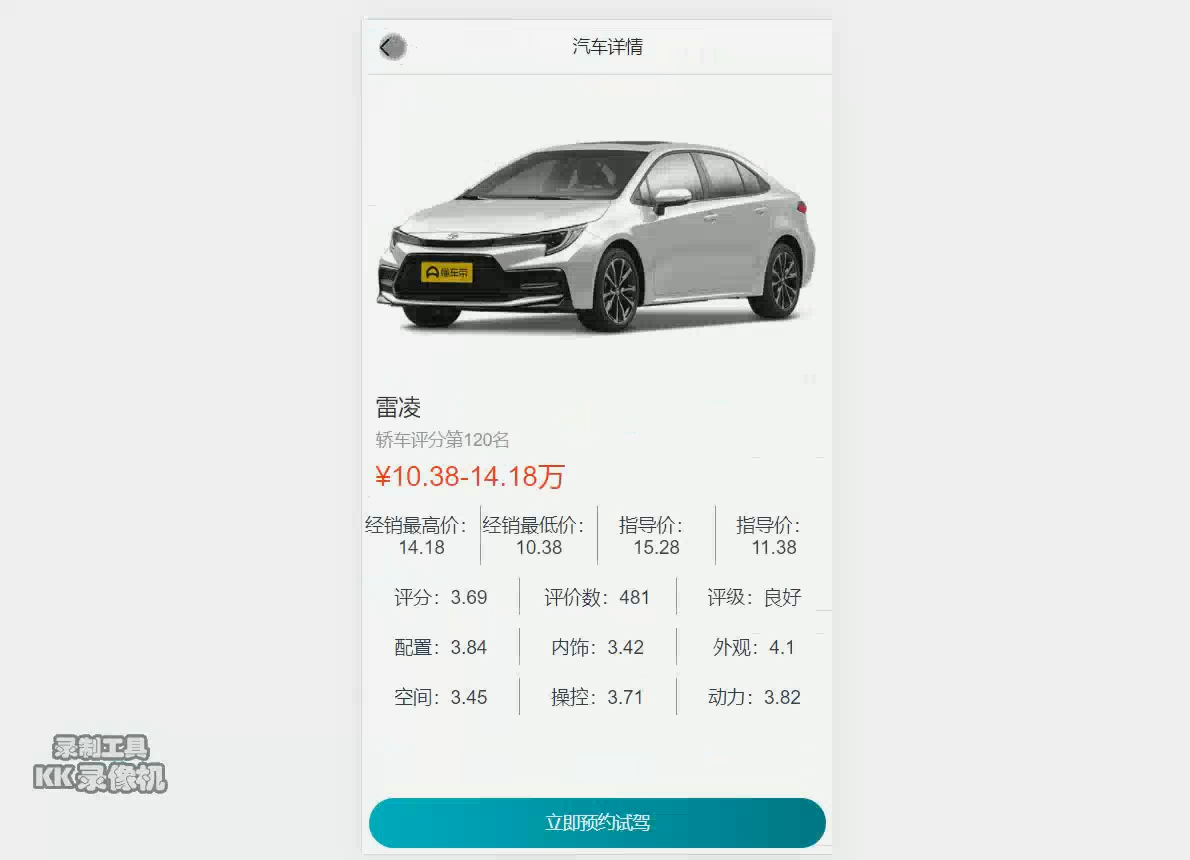 汽车详情
懂车帝
雷凌
轿车评分第120名
¥10.38-14.18万
经销最高价：
14.18
经销最低价：
10.38
指导价：
15.28
指导价：
11.38
评分：3.69
评价数：481
评级：良好
配置：3.84
内饰：3.42
外观：4.1
空间：3.45
操控：3.71
动力：3.82
录制工具
KK录像机
立即预约试驾